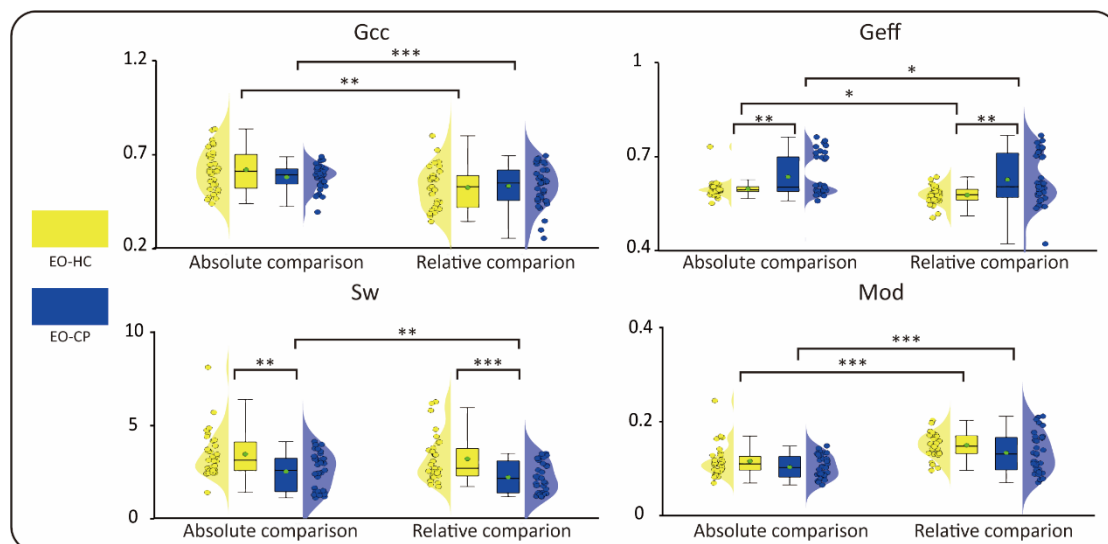 Gcc
1.2
0.7
0.2
***
**
Absolute comparison
Relative comparion
Geff
1
0.7
0.4
*
*
**
**
Absolute comparison
Relative comparion
EO-HC
EO-CP
Sw
10
5
0
**
**
***
Absolute comparison
Relative comparion
Mod
0.4
0.2
0
***
***
Absolute comparison
Relative comparion